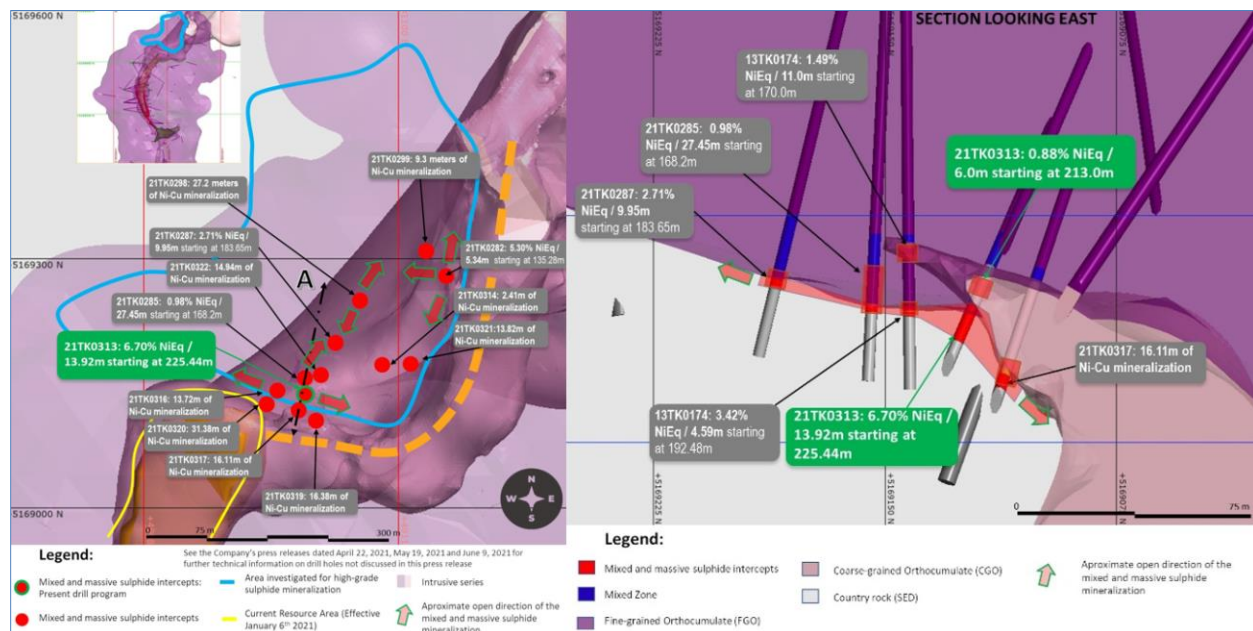 5169600 N
21TK0299: 9.3 meters of
Ni-Cu mineralization
21TK0298: 27.2 meters
of Ni-Cu mineralization
21TK0287: 2.71% NiEq /
9.95m starting at 183.65m
21TK0282: 5.30% NiEq /
5.34m starting at 135.28m
5169300 N
21TK0322: 14.94m of
Ni-Cu mineralization
A
21TK0285: 0.98% NiEq /
27.45m starting at 168.2m
21TK0314: 2.41m of
Ni-Cu mineralization
21TK0321:13.82m of
Ni-Cu mineralization
21TK0313: 6.70% NiEq /
13.92m starting at 225.44m
21TK0316: 13.72m of
Ni-Cu mineralization
21TK0320: 31.38m of
Ni-Cu mineralization
21TK0317: 16.11m of
Ni-Cu mineralization
21TK0319: 16.38m of
Ni-Cu mineralization
N
W E
S
5169000 N
0 75 m 300 m
Legend:
See the Company's press releases dated April 22, 2021, May 19, 2021 and June 9, 2021 for
further technical information on drill holes not discussed in this press release
Mixed and massive sulphide intercepts:
Present drill program
Area investigated for high-grade
sulphide mineralization
Intrusive series
Mixed and massive sulphide intercepts
Current Resource Area (Effective
January 6th 2021)
Aproximate open direction of the
mixed and massive sulphide
mineralization
SECTION LOOKING EAST
+5169225 N
+5169150 N
+5169075 N
13TK0174: 1.49%
NiEq / 11.0m starting
at 170.0m
21TK0285: 0.98%
NiEq / 27.45m starting
at 168.2m
21TK0313: 0.88% NiEq /
6.0m starting at 213.0m
21TK0287: 2.71%
NiEq / 9.95m
starting at 183.65m
21TK0317: 16.11m of
Ni-Cu mineralization
13TK0174: 3.42%
NiEq / 4.59m starting
at 192.48m
21TK0313: 6.70% NiEq /
13.92m starting at
225.44m
+5169225 N
+5169150 N
0 75 m
Legend:
Mixed and massive sulphide intercepts
Mixed Zone
Fine-grained Orthocumulate (FGO)
Coarse-grained Orthocumulate (CGO)
Country rock (SED)
Aproximate open direction of the
mixed and massive sulphide
mineralization